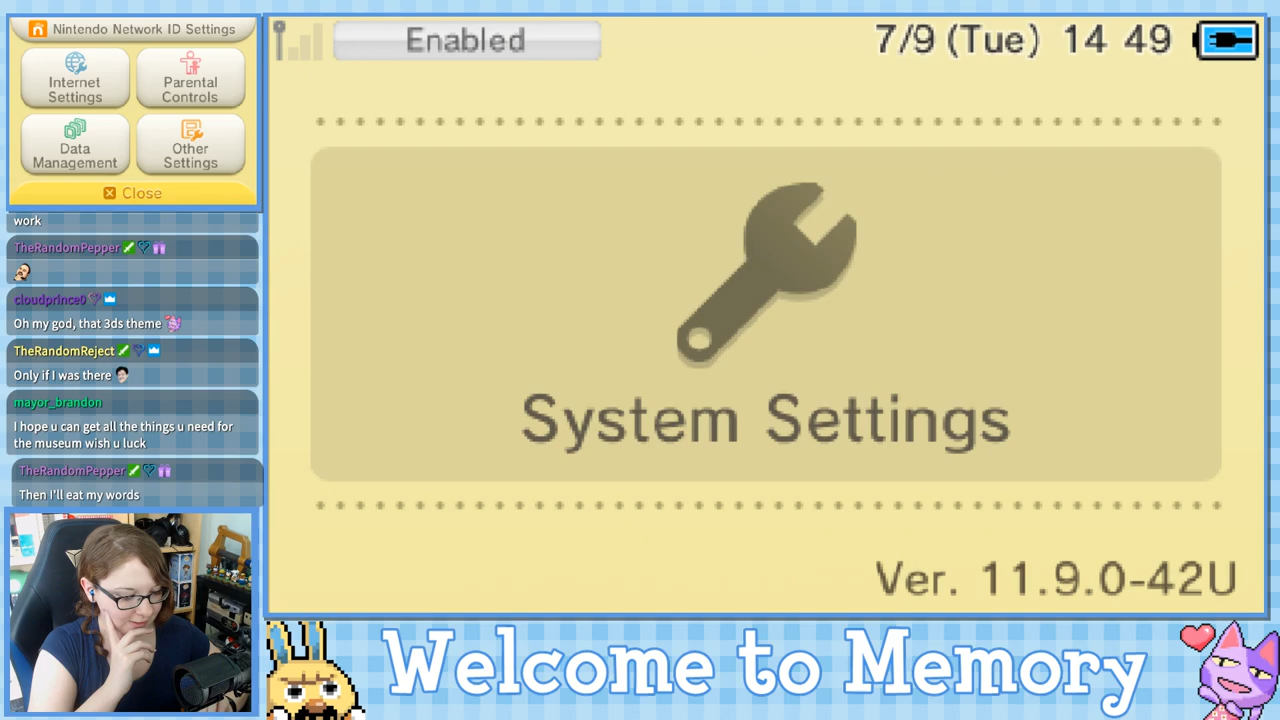 Nintendo Network ID Settings
Internet
Settings
Parental
Controls
Data
Management
Other
Settings
Close
Enabled
7/9 (Tue) 14 49
System Settings
Ver. 11.9.0-42U
work
TheRandomPepper
cloudprince0
Oh my god, that 3ds theme
TheRandomReject
Only if I was there
mayor_brandon
I hope u can get all the things u need for
the museum wish u luck
TheRandomPepper
Then I'll eat my words
Welcome to Memory